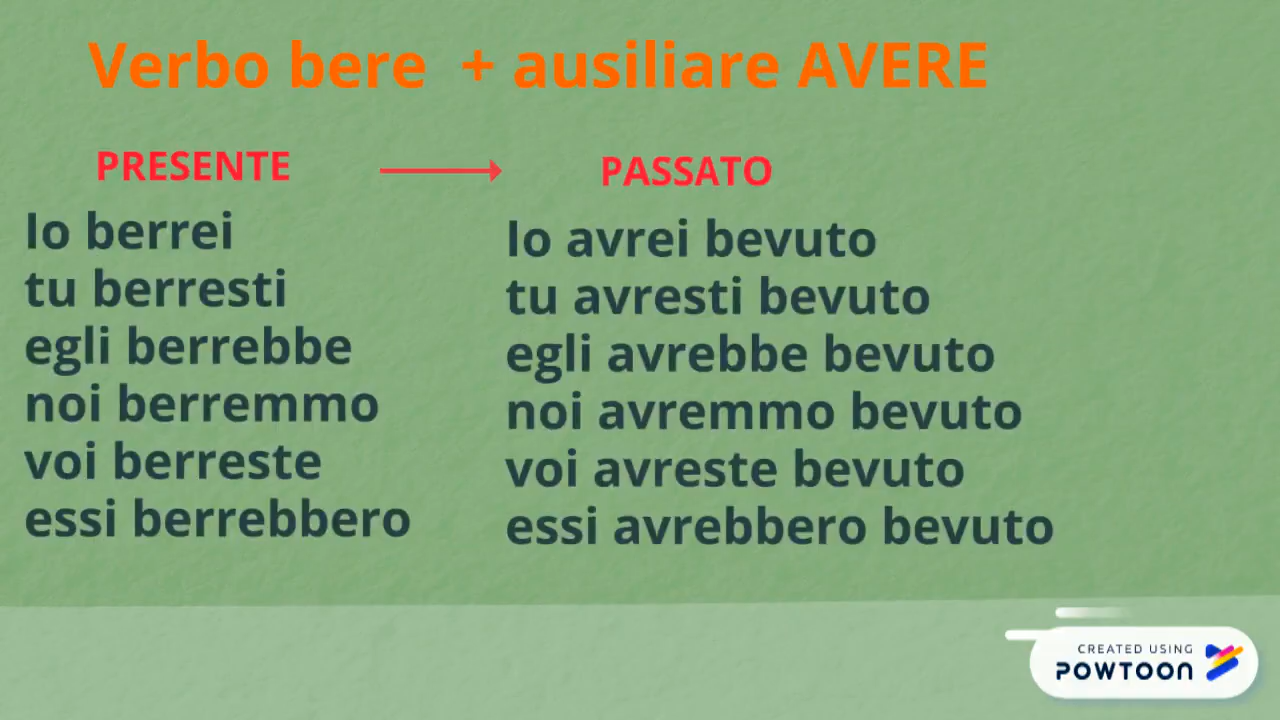 Verbo bere + ausiliare AVERE
PRESENTE
Io berrei
tu berresti
egli berrebbe
noi berremmo
voi berreste
essi berrebbero
PASSATO
Io avrei bevuto
tu avresti bevuto
egli avrebbe bevuto
noi avremmo bevuto
voi avreste bevuto
essi avrebbero bevuto
CREATED USING
POWTOON